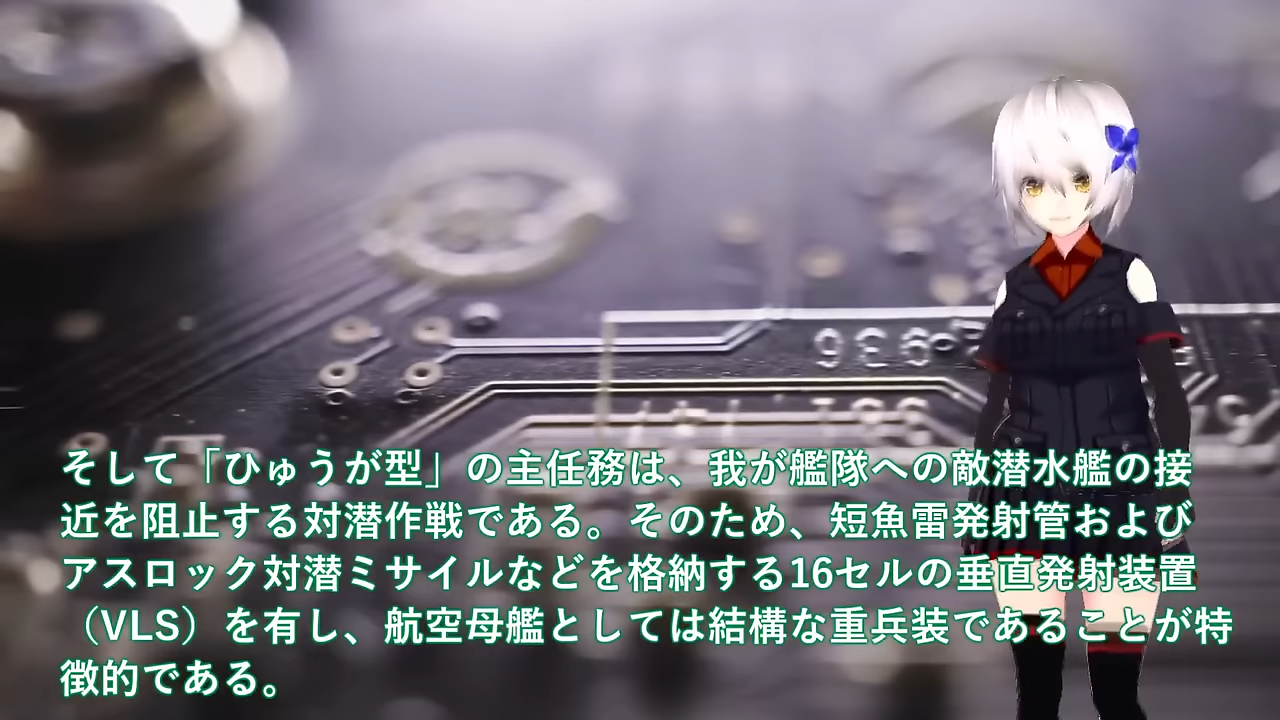 936
381
そして「ひゅうが型」の主任務は、我が艦隊への敵潜水艦の接
近を阻止する対潜作戦である。そのため、短魚雷発射管および
アスロック対潜ミサイルなどを格納する16セルの垂直発射装置
（VLS）を有し、航空母艦としては結構な重兵装であることが特
徴的である。